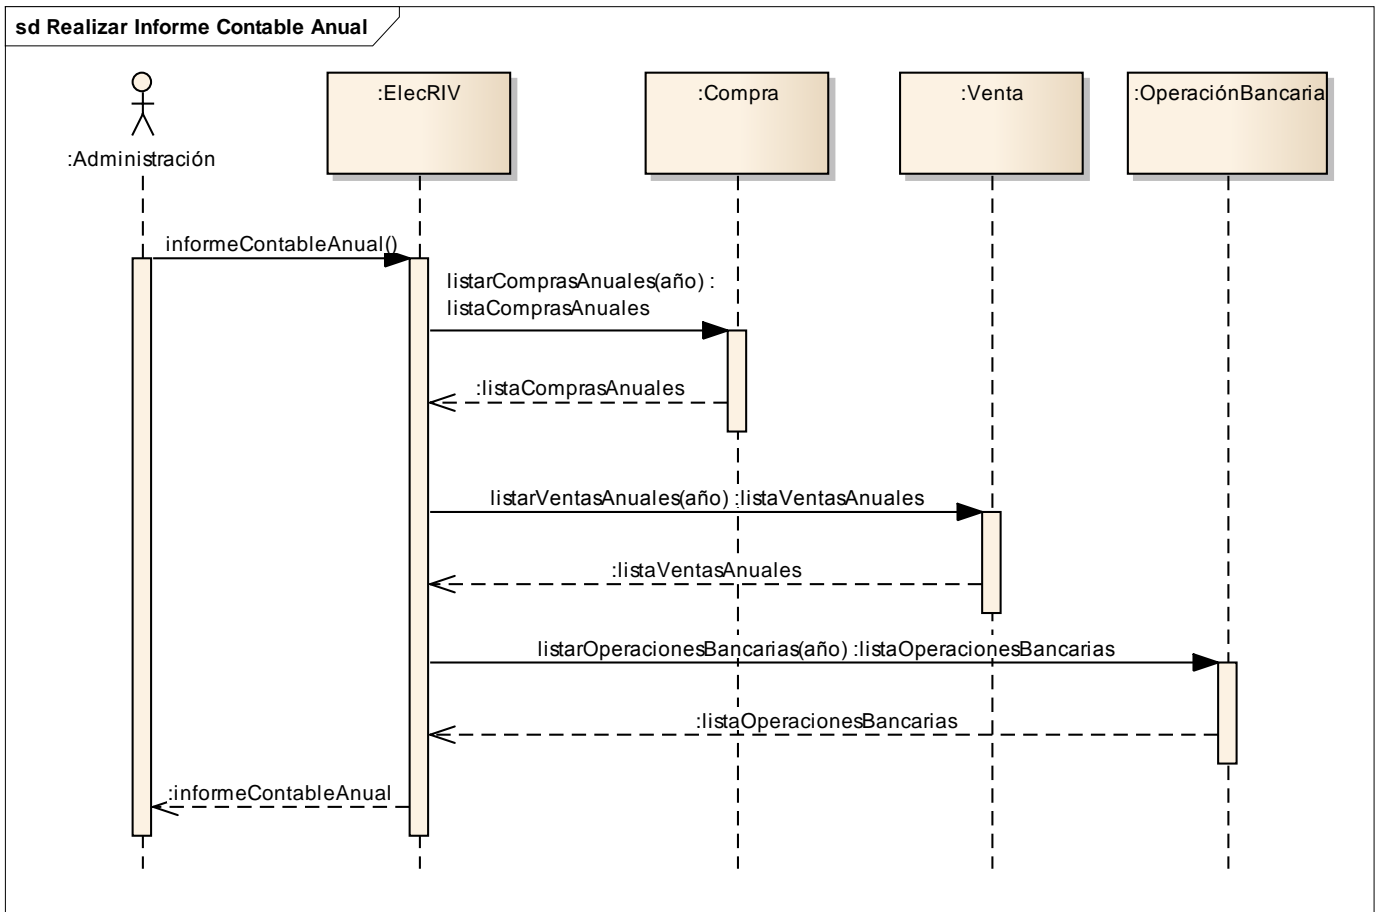 sd Realizar Informe Contable Anual
:Administración
:ElecRIV
:Compra
:Venta
:OperaciónBancaria
informeContableAnual()
listarComprasAnuales(año) :
listaComprasAnuales
:listaComprasAnuales
listarVentasAnuales(año) :listaVentasAnuales
:listaVentasAnuales
listarOperacionesBancarias(año) :listaOperacionesBancarias
:listaOperacionesBancarias
:informeContableAnual